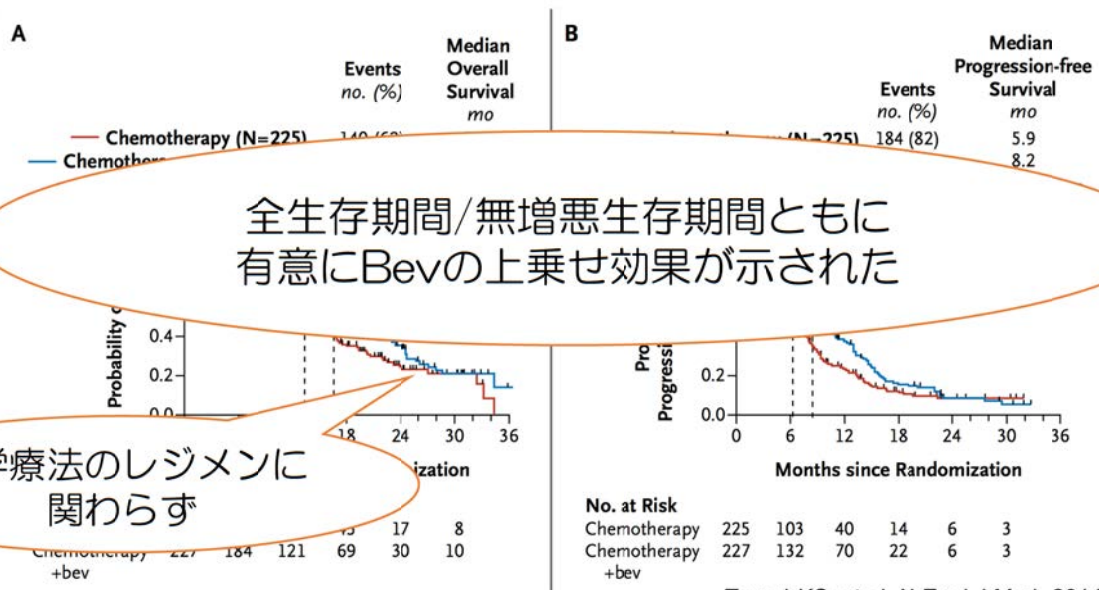 A
Median
Overall
Survival
mo
Events
no. (%)
Chemotherapy (N=225)
全生存期間/無増悪生存期間ともに
有意にBevの上乗せ効果が示された
Probability
0.4
0.2
0.0
18 24 30 36
療法のレジメンに
関わらず
17 8
Chemotherapy 227 184 121 69 30 10
+bev
B
Median
Progression-free
Survival
mo
Events
no. (%)
(N=225) 184 (82) 5.9
8.2
0.2
0.0
0 6 12 18 24 30 36
Months since Randomization
No. at Risk
Chemotherapy 225 103 40 14 6 3
Chemotherapy 227 132 70 22 6 3
+bev